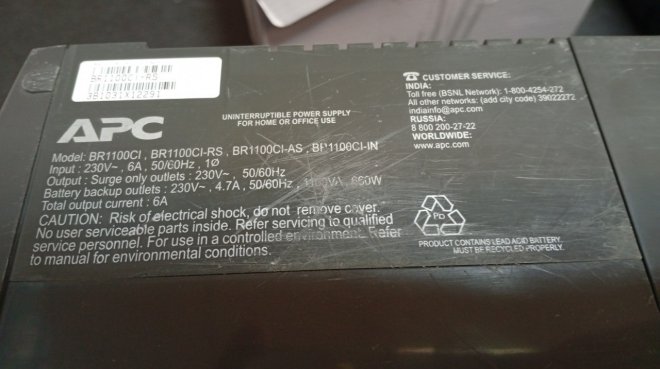 BR1100CI-RS
3B1031X12291
APC
UNINTERRUPTIBLE POWER SUPPLY
FOR HOME OR OFFICE USE
Model: BR1100CI , BR1100CI-RS , BR1100CI-AS , BR1100CI-IN
Input : 230V~ , 6A, 50/60Hz , 1Ø
Output : Surge only outlets : 230V~ , 50/60Hz
Battery backup outlets : 230V~ , 4.7A, 50/60Hz, 1100VA, 660W
Total output current : 6A
CAUTION: Risk of electrical shock, do not remove cover.
No user serviceable parts inside. Refer servicing to qualified
service personnel. For use in a controlled environment. Refer
to manual for environmental conditions.
CUSTOMER SERVICE:
INDIA:
Toll free (BSNL Network): 1-800-4254-272
All other networks: (add city code) 39022272
indiainfo@apc.com
RUSSIA:
8 800 200-27-22
WORLDWIDE:
www.apc.com
Pb
PRODUCT CONTAINS LEAD ACID BATTERY.
MUST BE RECYCLED PROPERLY.